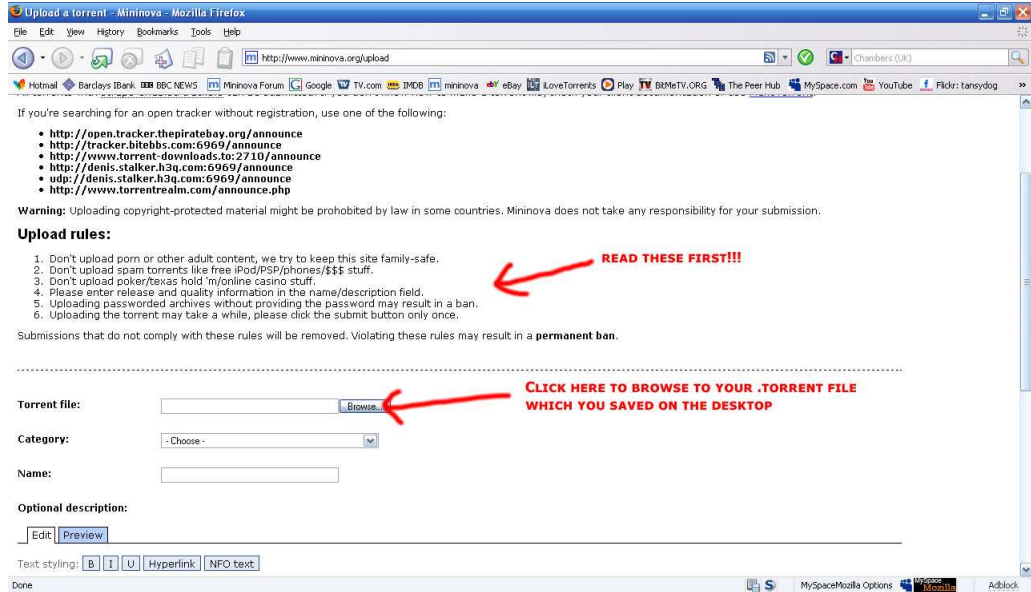 Upload a torrent - Mininova - Mozilla Firefox
File Edit View History Bookmarks Tools Help
http://www.mininova.org/upload
Chambers (UK)
Hotmail Barclays IBank BBC NEWS Mininova Forum Google TV.com IMDB mininova eBay iLoveTorrents Play BitMeTV.ORG The Peer Hub MySpace.com YouTube Flickr: tansydog »
If you're searching for an open tracker without registration, use one of the following:
• http://open.tracker.thepiratebay.org/announce
• http://tracker.bitebbs.com:6969/announce
• http://www.torrent-downloads.to:2710/announce
• http://denis.stalker.h3q.com:6969/announce
• udp://denis.stalker.h3q.com:6969/announce
• http://www.torrentrealm.com/announce.php
Warning: Uploading copyright-protected material might be prohobited by law in some countries. Mininova does not take any responsibility for your submission.
Upload rules:
1. Don't upload porn or other adult content, we try to keep this site family-safe.
2. Don't upload spam torrents like free iPod/PSP/phones/$$$ stuff.
3. Don't upload poker/texas hold 'm/online casino stuff.
4. Please enter release and quality information in the name/description field.
5. Uploading passworded archives without providing the password may result in a ban.
6. Uploading the torrent may take a while, please click the submit button only once.
READ THESE FIRST!!!
Submissions that do not comply with these rules will be removed. Violating these rules may result in a permanent ban.
CLICK HERE TO BROWSE TO YOUR .TORRENT FILE
WHICH YOU SAVED ON THE DESKTOP
Torrent file: Browse...
Category: - Choose -
Name:
Optional description:
Edit Preview
Text styling: B I U Hyperlink NFO text
Done MySpaceMozilla Options MySpace Mozilla Adblock